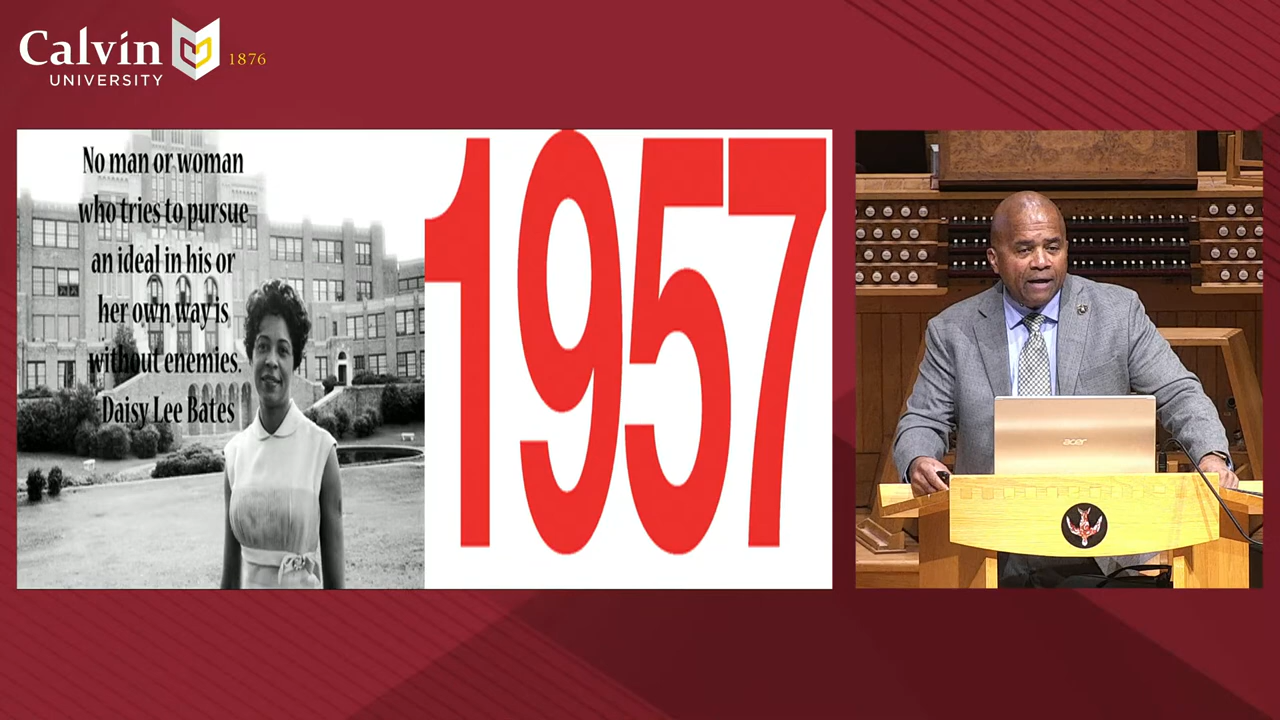 Calvin
UNIVERSITY
1876
No man or woman
who tries to pursue
an ideal in his or
her own way is
without enemies.
-Daisy Lee Bates
1957
acer